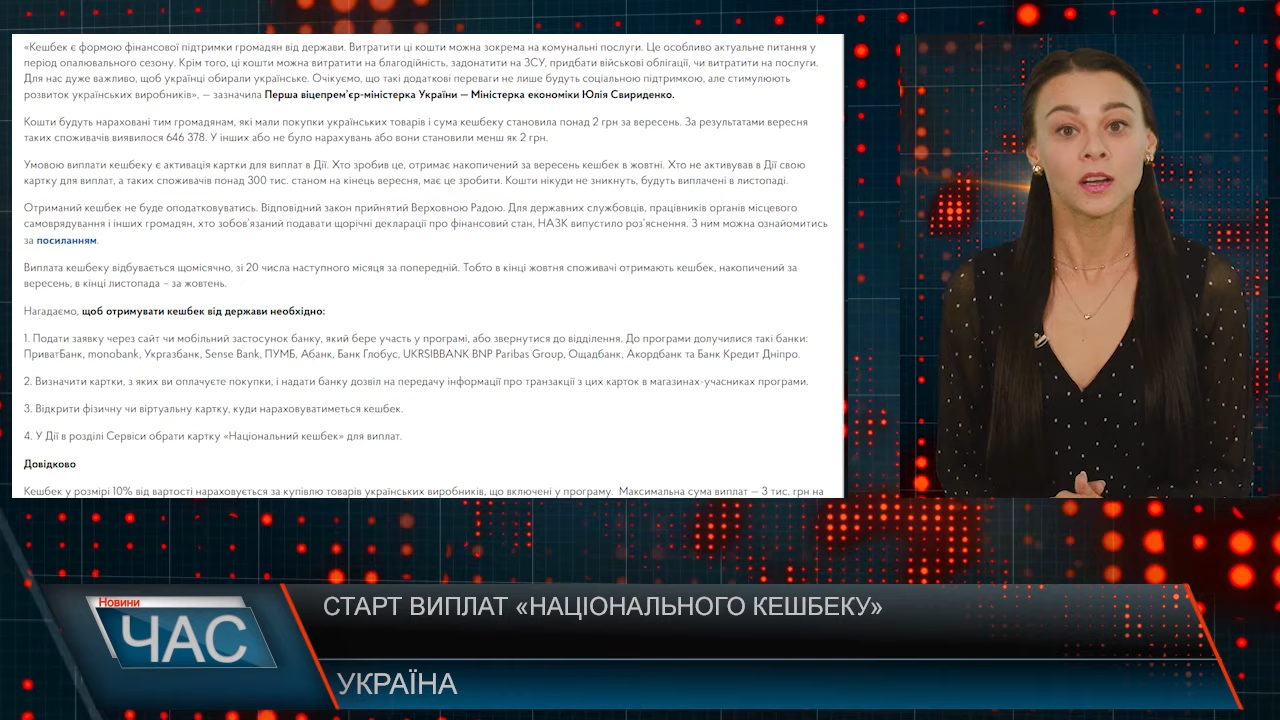 «Кешбек є формою фінансової підтримки громадян від держави. Витратити ці кошти можна зокрема на комунальні послуги. Це особливо актуальне питання у
період опалювального сезону. Крім того, ці кошти можна витратити на благодійність, задонатити на ЗСУ, придбати військові облігації, чи витратити на послуги.
Для нас дуже важливо, щоб українці обирали українське. Очікуємо, що такі додаткові переваги не лише будуть соціальною підтримкою, але стимулюють
розвиток українських виробників», — зазначила Перша віцепрем'єр-міністерка України — Міністерка економіки Юлія Свириденко.
Кошти будуть нараховані тим громадянам, які мали покупки українських товарів і сума кешбеку становила понад 2 грн за вересень. За результатами вересня
таких споживачів виявилося 646 378. У інших або не було нарахувань або вони становили менш як 2 грн.
Умовою виплати кешбеку є активація картки для виплат в Дії. Хто зробив це, отримає накопичений за вересень кешбек в жовтні. Хто не активував в Дії свою
картку для виплат, а таких споживачів понад 300 тис. станом на кінець вересня, має це зробити. Кошти нікуди не зникнуть, будуть виплачені в листопаді.
Отриманий кешбек не буде оподатковуватись. Відповідний закон прийнятий Верховною Радою. Для державних службовців, працівників органів місцевого
самоврядування і інших громадян, хто зобов'язаний подавати щорічні декларації про фінансовий стан, НАЗК випустило роз'яснення. З ним можна ознайомитись
за посиланням.
Виплата кешбеку відбувається щомісячно, зі 20 числа наступного місяця за попередній. Тобто в кінці жовтня споживачі отримають кешбек, накопичений за
вересень, в кінці листопада – за жовтень.
Нагадаємо, щоб отримувати кешбек від держави необхідно:
1. Подати заявку через сайт чи мобільний застосунок банку, який бере участь у програмі, або звернутися до відділення. До програми долучилися такі банки:
ПриватБанк, monobank, Укргазбанк, Sense Bank, ПУМБ, Абанк, Банк Глобус, UKRSIBBANK BNP Paribas Group, Ощадбанк, Акордбанк та Банк Кредит Дніпро.
2. Визначити картки, з яких ви оплачуєте покупки, і надати банку дозвіл на передачу інформації про транзакції з цих карток в магазинах-учасниках програми.
3. Відкрити фізичну чи віртуальну картку, куди нараховуватиметься кешбек.
4. У Дії в розділі Сервіси обрати картку «Національний кешбек» для виплат.
Довідково
Кешбек у розмірі 10% від вартості нараховується за купівлю товарів українських виробників, що включені у програму. Максимальна сума виплат — 3 тис. грн на
Новини
ЧАС
СТАРТ ВИПЛАТ «НАЦІОНАЛЬНОГО КЕШБЕКУ»
УКРАЇНА